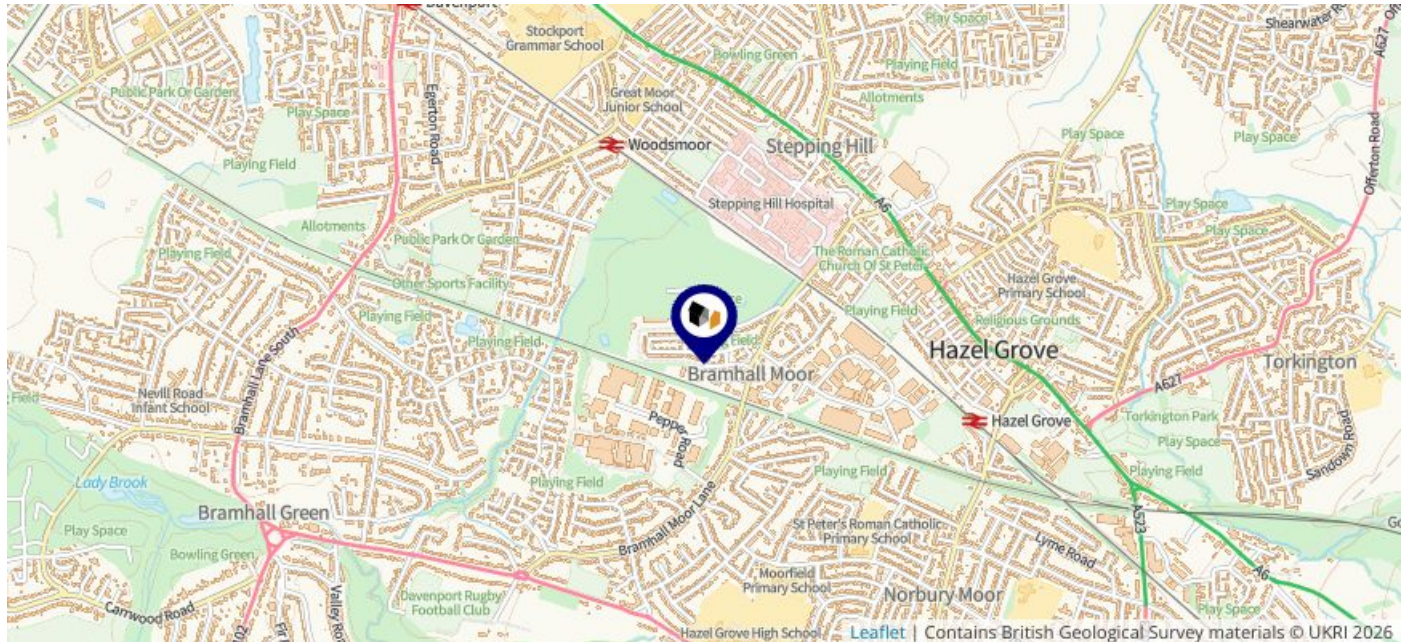 Davenport
Stockport
Grammar School
Play Space
Shearwater
A627
Bowling Green
Playing Field
Public Park Or Garden
Play Space
Egerton Road
Great Moor
Junior School
Allotments
Play Space
Play Space
Offerton Road
Woodsmoor
Stepping Hill
Playing Field
Stepping Hill Hospital
A6
Play Space
Allotments
Public Park Or Garden
Play Space
Playing Field
The Roman Catholic
Church Of St Peter
Hazel Grove
Primary School
Other Sports Facility
Playing Field
Playing Field
Religious Grounds
Playing Field
Field
Hazel Grove
Bramhall Lane South
Bramhall Moor
Torkington
Nevill Road
Infant School
A627
Field
Pepper Road
Hazel Grove
Torkington Park
Play Space
Sandown Road
Lady Brook
Playing Field
Playing Field
Playing Field
Bramhall Green
Play Space
A523
St Peter's Roman Catholic
Primary School
Bramhall Moor Lane
Lyme Road
Bowling Green
Moorfield
Primary School
A6
Valley
Davenport Rugby
Football Club
Norbury Moor
Carrwood Road
Play Space
Hazel Grove High School
Leaflet | Contains British Geological Survey materials © UKRI 2026